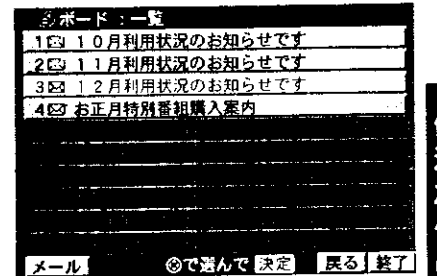 ボード:一覧
1 10月利用状況のお知らせです
2 11月利用状況のお知らせです
3 12月利用状況のお知らせです
4 お正月特別番組購入案内
メール で選んで 決定 戻る 終了